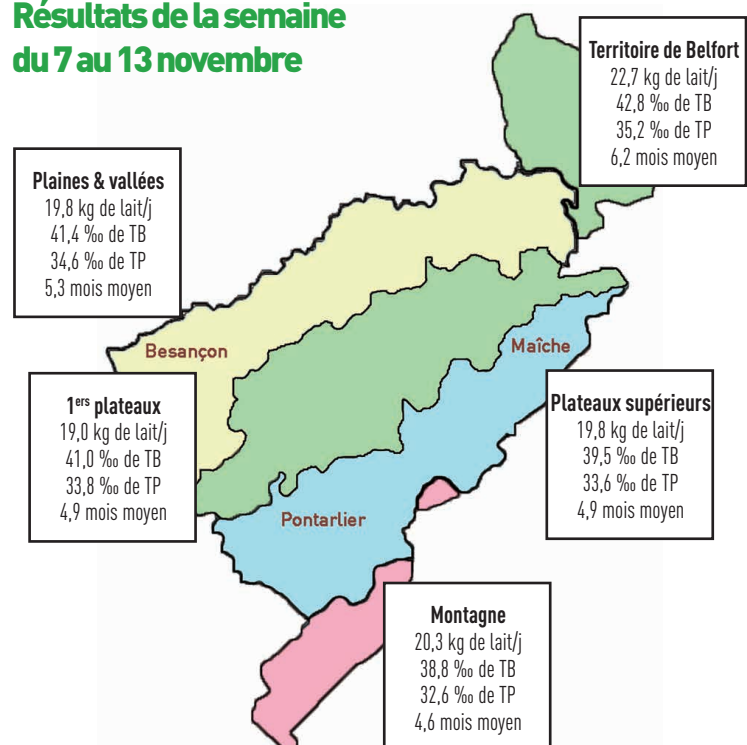 Résultats de la semaine
du 7 au 13 novembre
Territoire de Belfort
22,7 kg de lait/j
42,8 ‰ de TB
35,2 ‰ de TP
6,2 mois moyen
Plaines & vallées
19,8 kg de lait/j
41,4 ‰ de TB
34,6 ‰ de TP
5,3 mois moyen
Besançon
Maîche
1ers plateaux
19,0 kg de lait/j
41,0 ‰ de TB
33,8 ‰ de TP
4,9 mois moyen
Plateaux supérieurs
19,8 kg de lait/j
39,5 ‰ de TB
33,6 ‰ de TP
4,9 mois moyen
Pontarlier
Montagne
20,3 kg de lait/j
38,8 ‰ de TB
32,6 ‰ de TP
4,6 mois moyen